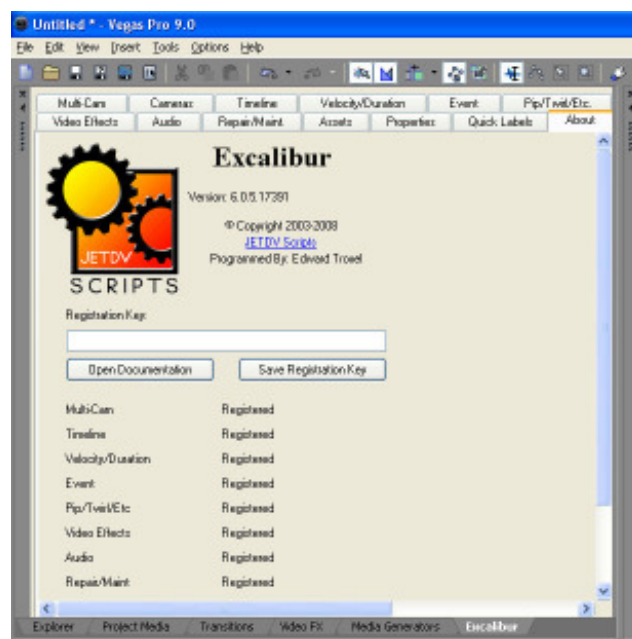 Untitled * - Vegas Pro 9.0
File Edit View Insert Tools Options Help
Multi-Cam Cameras Timeline Velocity/Duration Event Pip/Twirl/Etc.
Video Effects Audio Repair/Maint Assets Properties Quick Labels About
Excalibur
Version: 6.0.5.17391
© Copyright 2003-2008
JETDV Scripts
Programmed By: Edward Troxel
JETDV
SCRIPTS
Registration Key:
Open Documentation Save Registration Key
Multi-Cam Registered
Timeline Registered
Velocity/Duration Registered
Event Registered
Pip/Twirl/Etc Registered
Video Effects Registered
Audio Registered
Repair/Maint Registered
Explorer Project Media Transitions Video FX Media Generators Excalibur